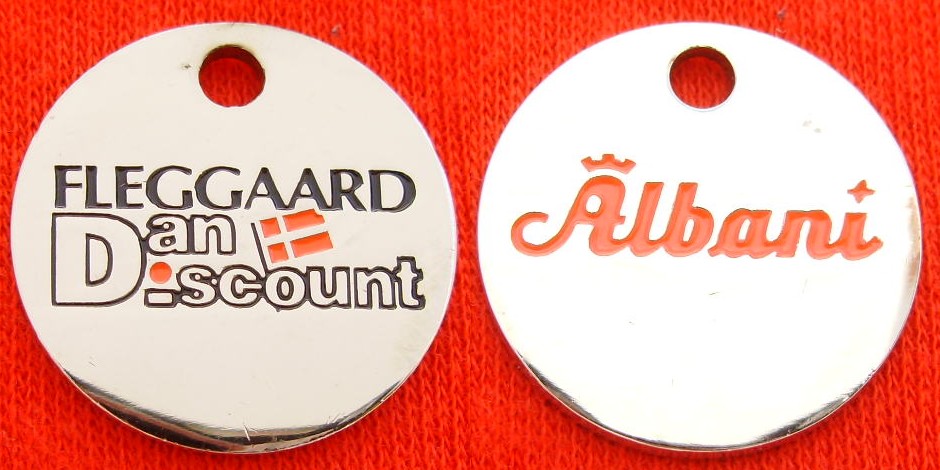 FLEGGAARD
Dan
Discount
Albani